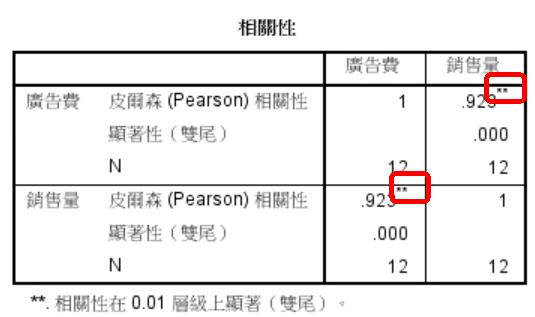 相關性
廣告費 銷售量
廣告費 皮爾森 (Pearson) 相關性 1 .923**
顯著性（雙尾） .000
N 12 12
銷售量 皮爾森 (Pearson) 相關性 .923** 1
顯著性（雙尾） .000
N 12 12
**. 相關性在 0.01 層級上顯著（雙尾）。